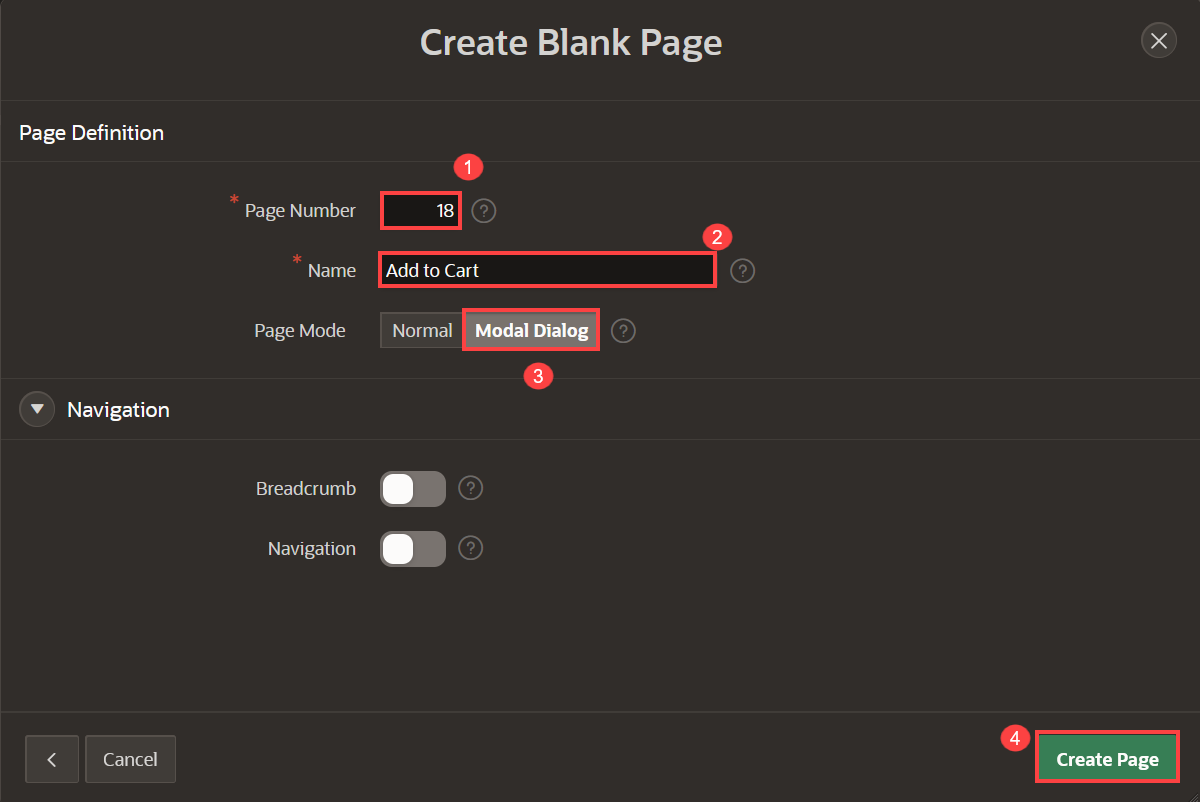 Create Blank Page
Page Definition
1
* Page Number 18 ?
2
* Name Add to Cart ?
Page Mode Normal Modal Dialog ?
3
Navigation
Breadcrumb ?
Navigation ?
4
Cancel Create Page